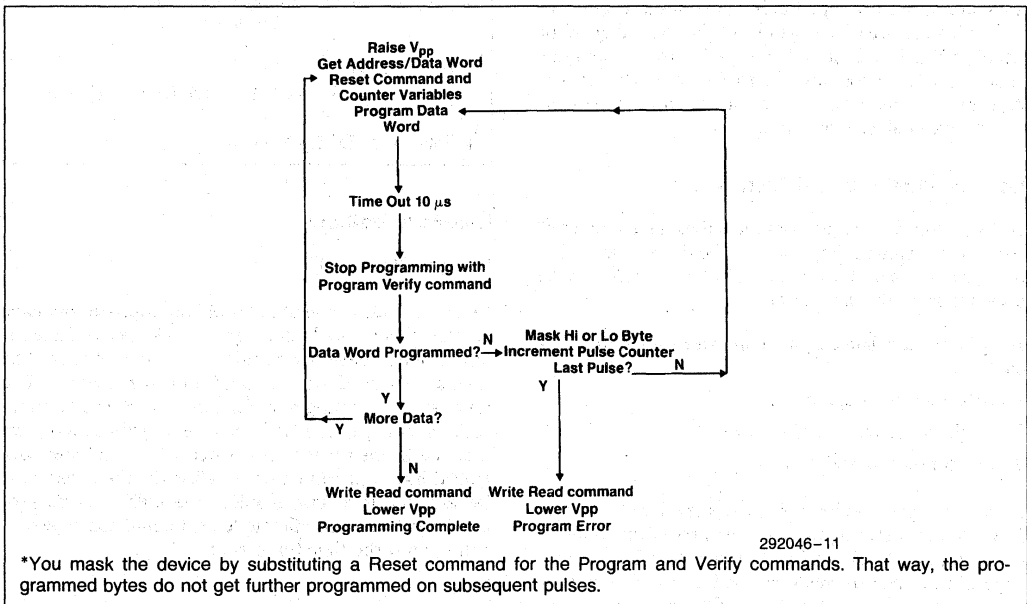 Raise Vpp
Get Address/Data Word
Reset Command and
Counter Variables
Program Data
Word
Time Out 10 μs
Stop Programming with
Program Verify command
Data Word Programmed?
N
Mask Hi or Lo Byte
Increment Pulse Counter
Last Pulse?
N
Y
Y
More Data?
Y
N
Write Read command
Lower Vpp
Programming Complete
Write Read command
Lower Vpp
Program Error
292046–11
*You mask the device by substituting a Reset command for the Program and Verify commands. That way, the pro-
grammed bytes do not get further programmed on subsequent pulses.